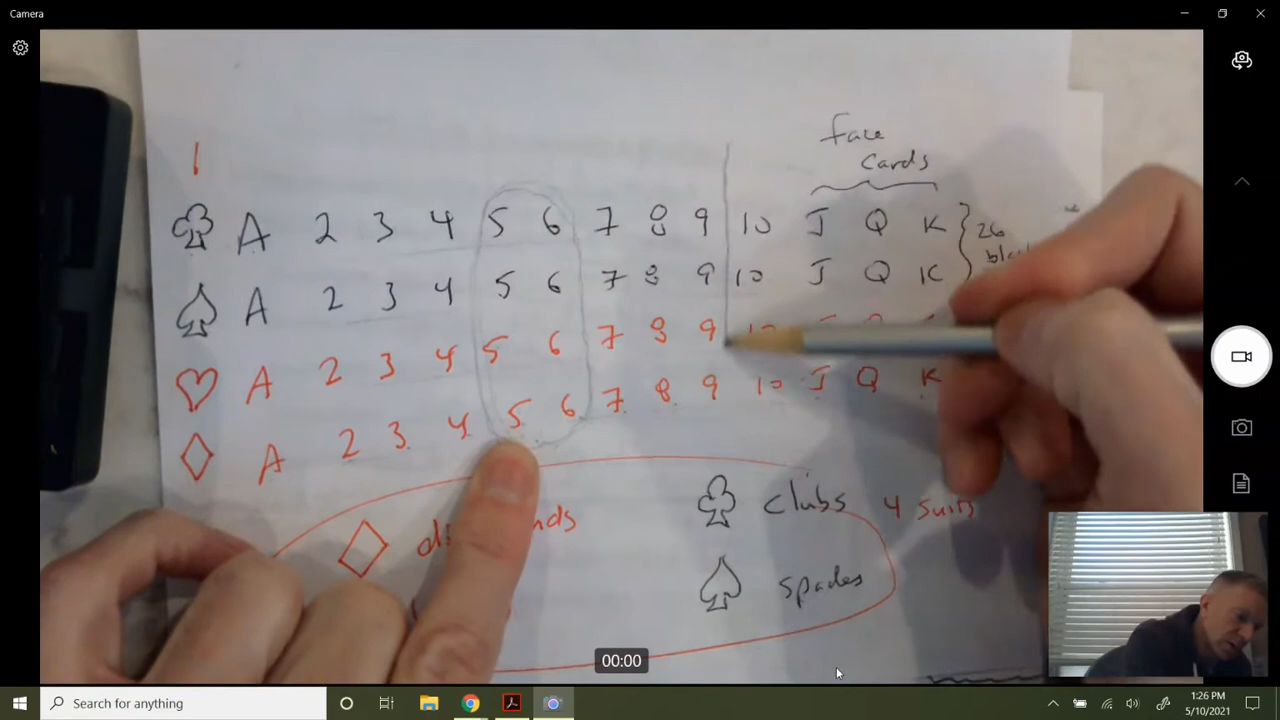 Camera
face
cards
A 2 3 4 5 6 7 8 9 10 J Q K
26
A 2 3 4 5 6 7 8 9 10 J Q K
A 2 3 4 5 6 7 8 9 10
A 2 3 4 5 6 7 8 9 10 J Q K
clubs 4 suits
spades
00:00
Search for anything
1:26 PM
5/10/2021